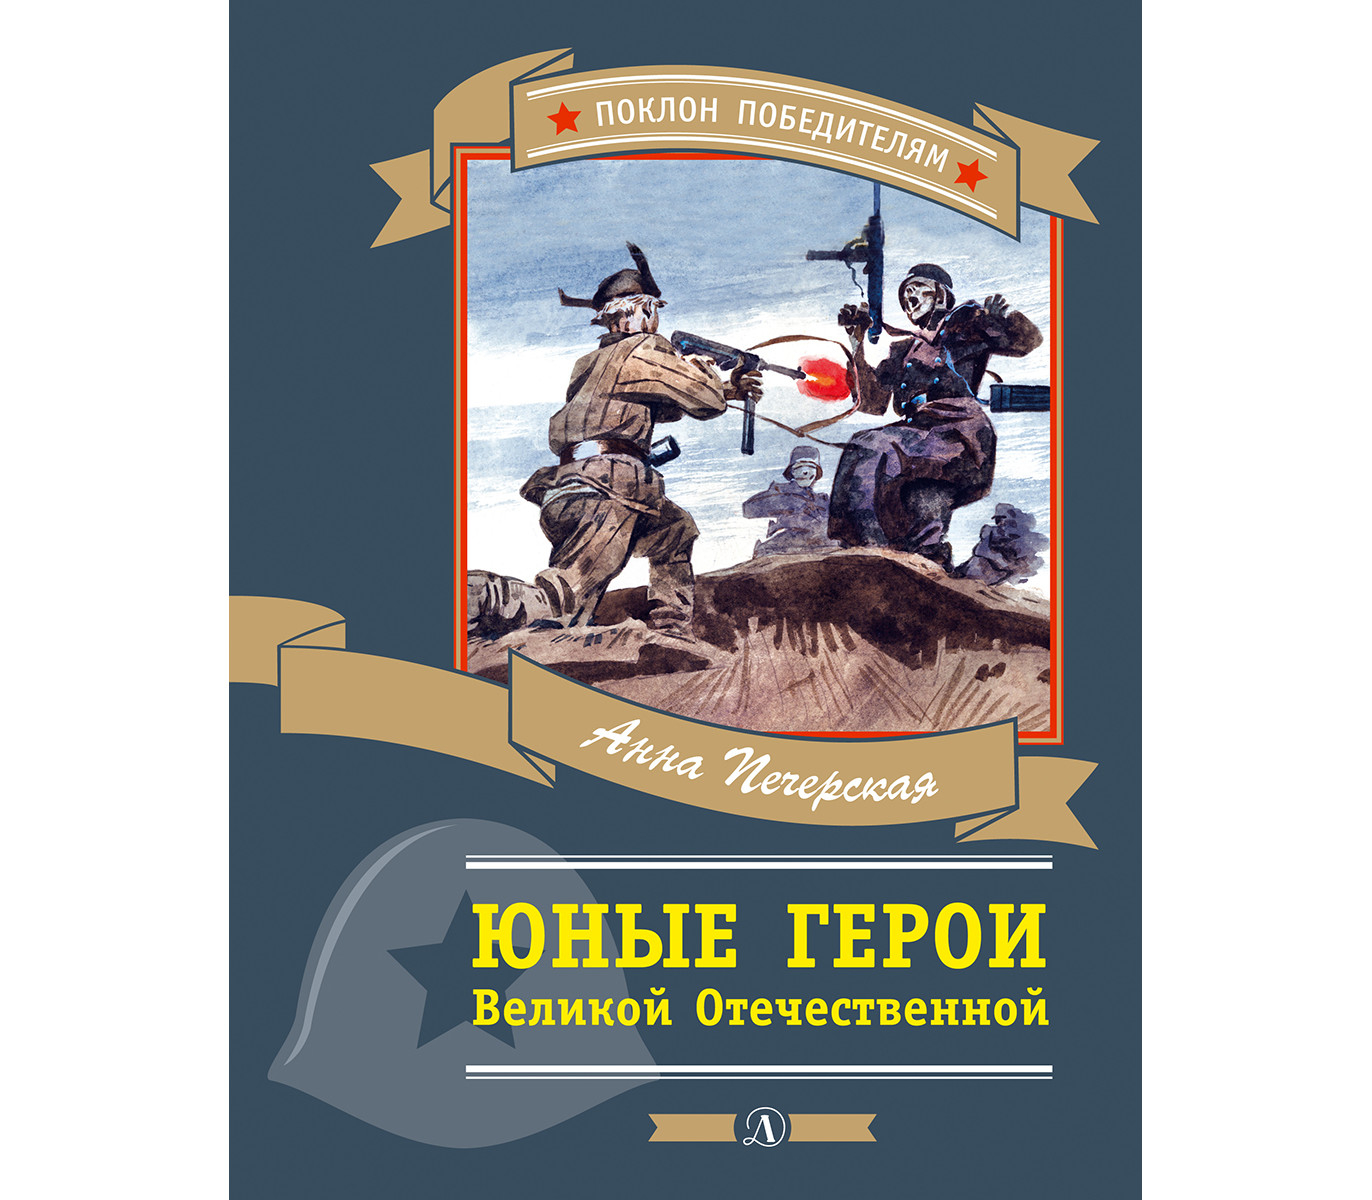 ПОКЛОН ПОБЕДИТЕЛЯМ
Анна Печерская
ЮНЫЕ ГЕРОИ
Великой Отечественной
Д